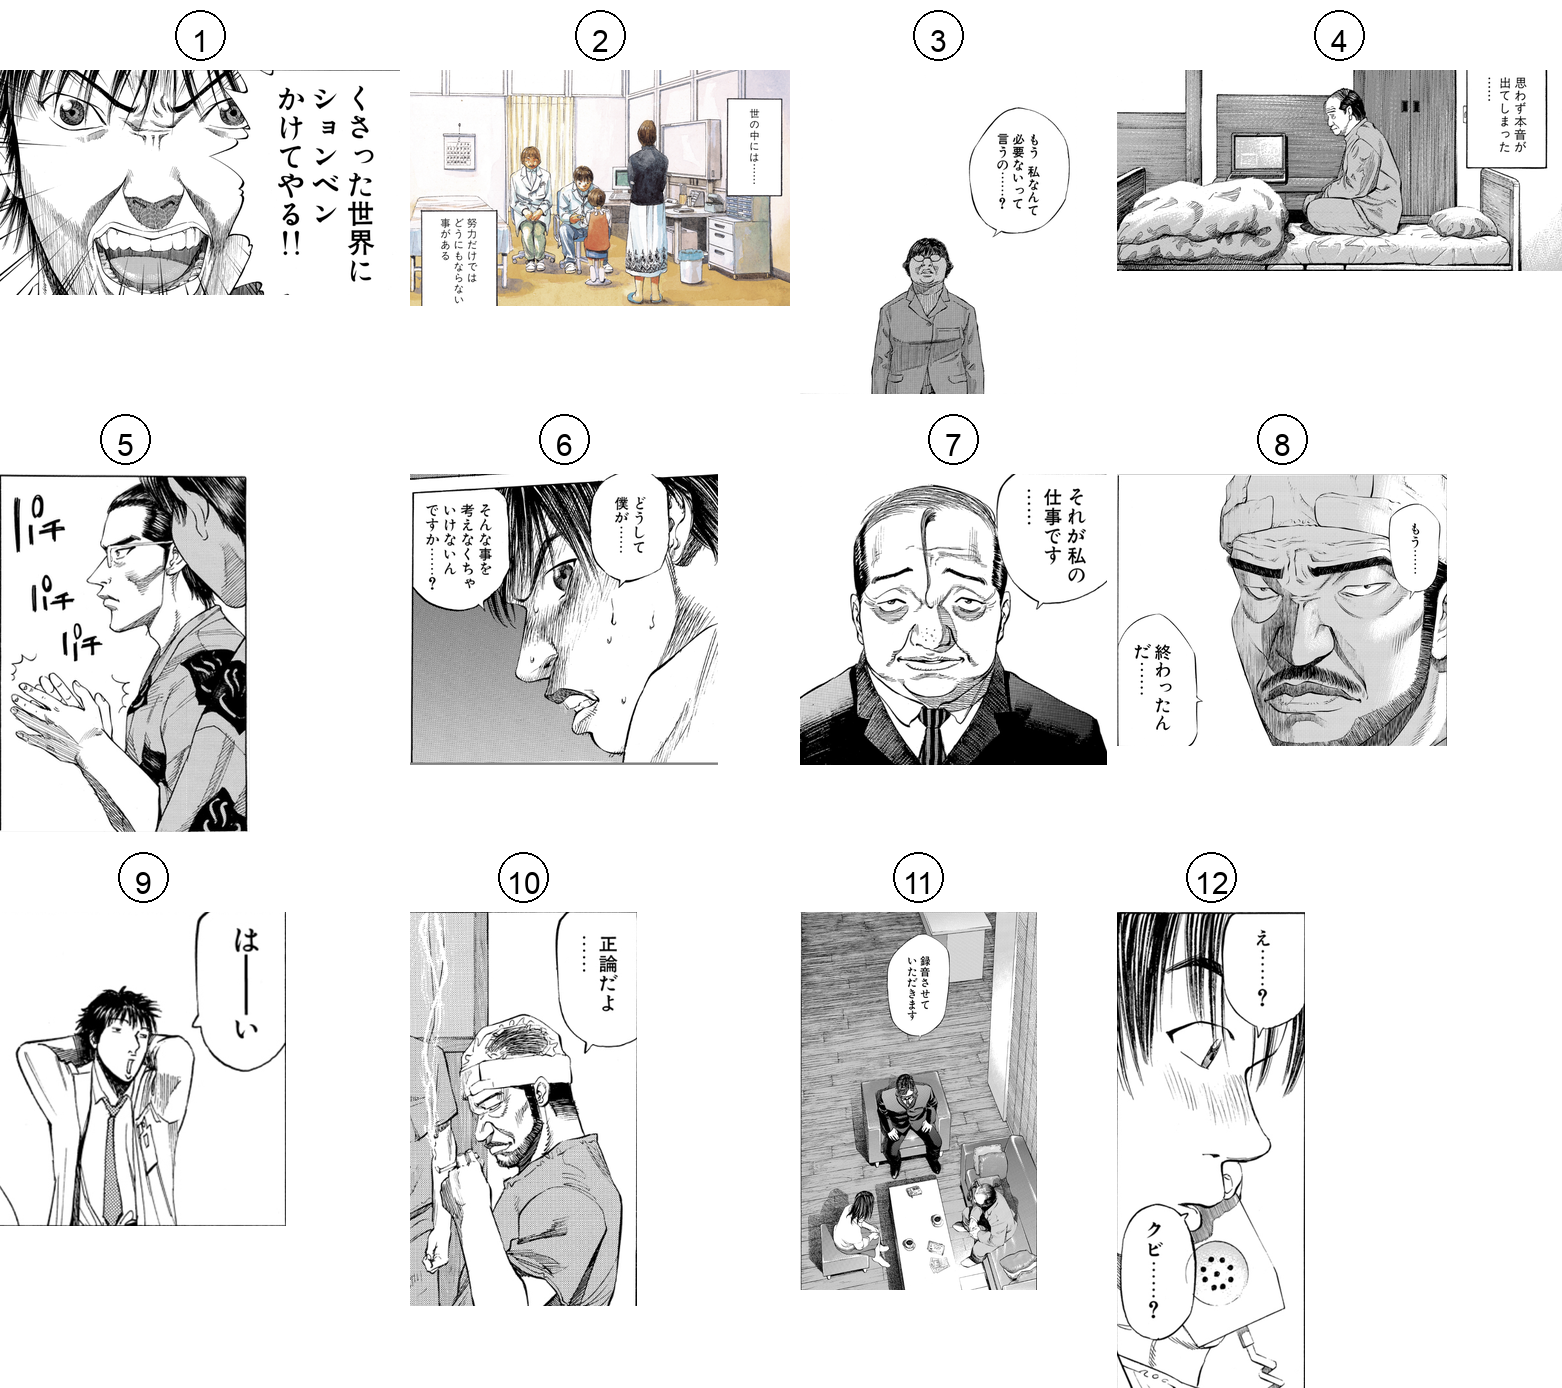 1
くさった世界に
ションベン
かけてやる!!
2
世の中には……
努力だけでは
どうにもならない
事がある
3
もう 私なんて
必要ないって
言うの……?
4
思わず本音が
出てしまった
……
5
パチ
パチ
パチ
6
どうして
僕が……
そんな事を
考えなくちゃ
いけないん
ですか……?
7
それが私の
仕事です
……
8
もう……
終わったん
だ……
9
は——い
10
正論だよ
……
11
録音させて
いただきます
12
え……?
クビ……?